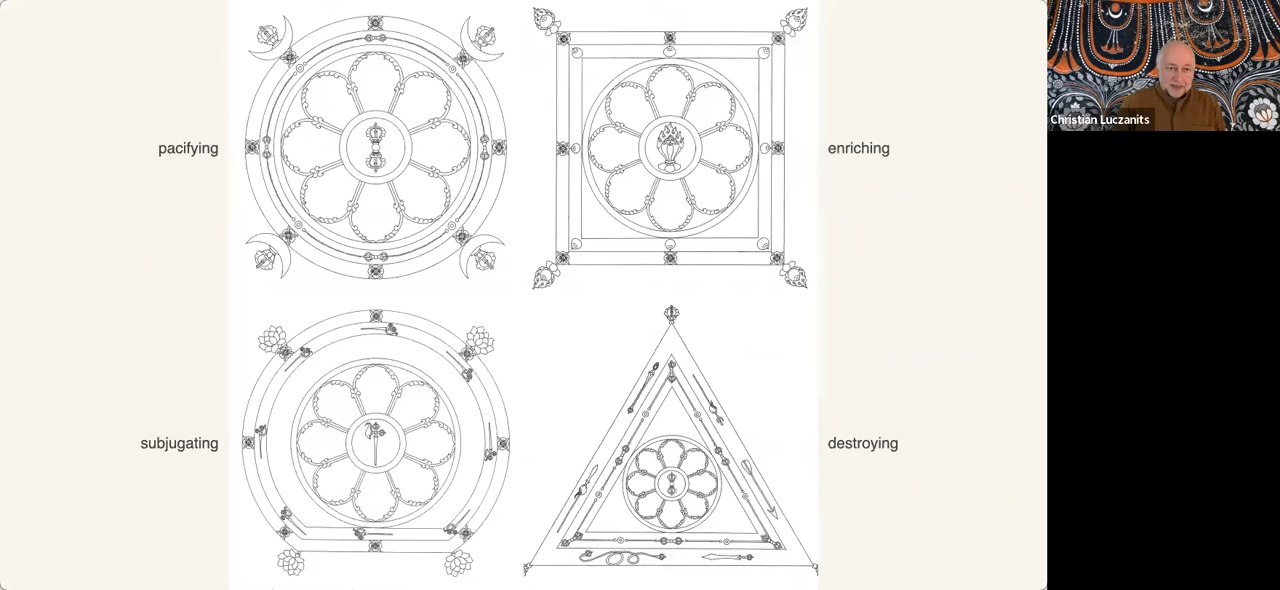 pacifying
enriching
Christian Luczanits
subjugating
destroying